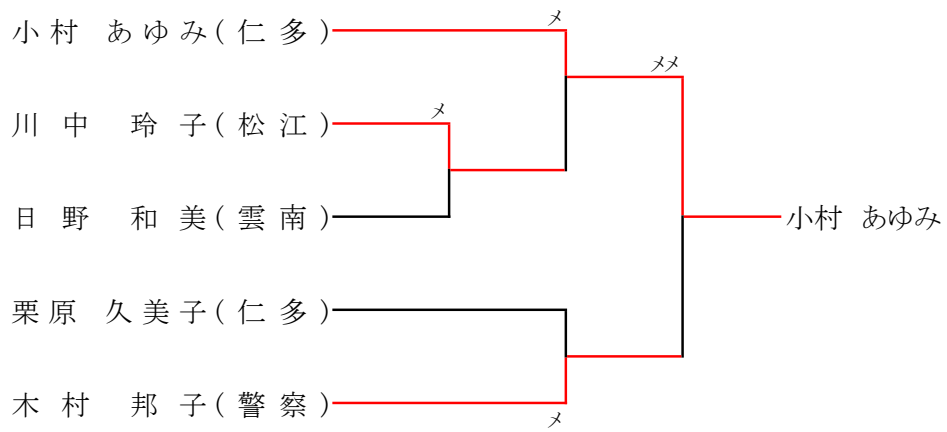 メ
小村 あゆみ(仁多)
メメ
メ
川中 玲子(松江)
日野 和美(雲南)
小村 あゆみ
栗原 久美子(仁多)
木村 邦子(警察)
メ